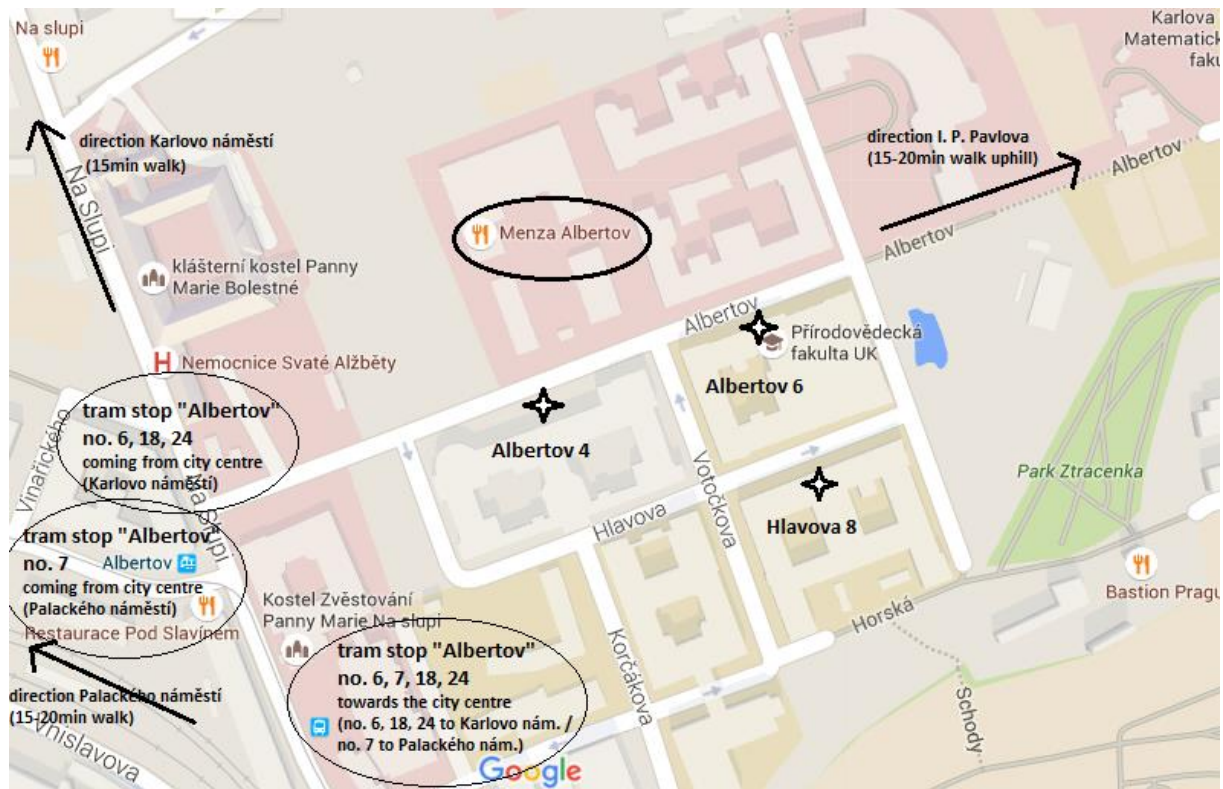 Na slupi
Karlova
Matematick
faku
direction Karlovo náměstí
(15min walk)
direction I. P. Pavlova
(15-20min walk uphill)
Albertov
Na Slupi
Menza Albertov
Albertov
klášterní kostel Panny
Marie Bolestné
Albertov
Přírodovědecká
fakulta UK
Nemocnice Svaté Alžběty
Albertov 6
tram stop "Albertov"
no. 6, 18, 24
coming from city centre
(Karlovo náměstí)
Vinařického
Albertov 4
Votočkova
Park Ztracenka
Na Slupi
Hlavova
Hlavova 8
tram stop "Albertov"
no. 7
Albertov
coming from city centre
(Palackého náměstí)
Restaurace Pod Slavínem
Kostel Zvěstování
Panny Marie Na slupi
Bastion Pragu
Horská
Korčákova
tram stop "Albertov"
no. 6, 7, 18, 24
towards the city centre
(no. 6, 18, 24 to Karlovo nám. /
no. 7 to Palackého nám.)
direction Palackého náměstí
(15-20min walk)
Schody
Vnislavova
Google